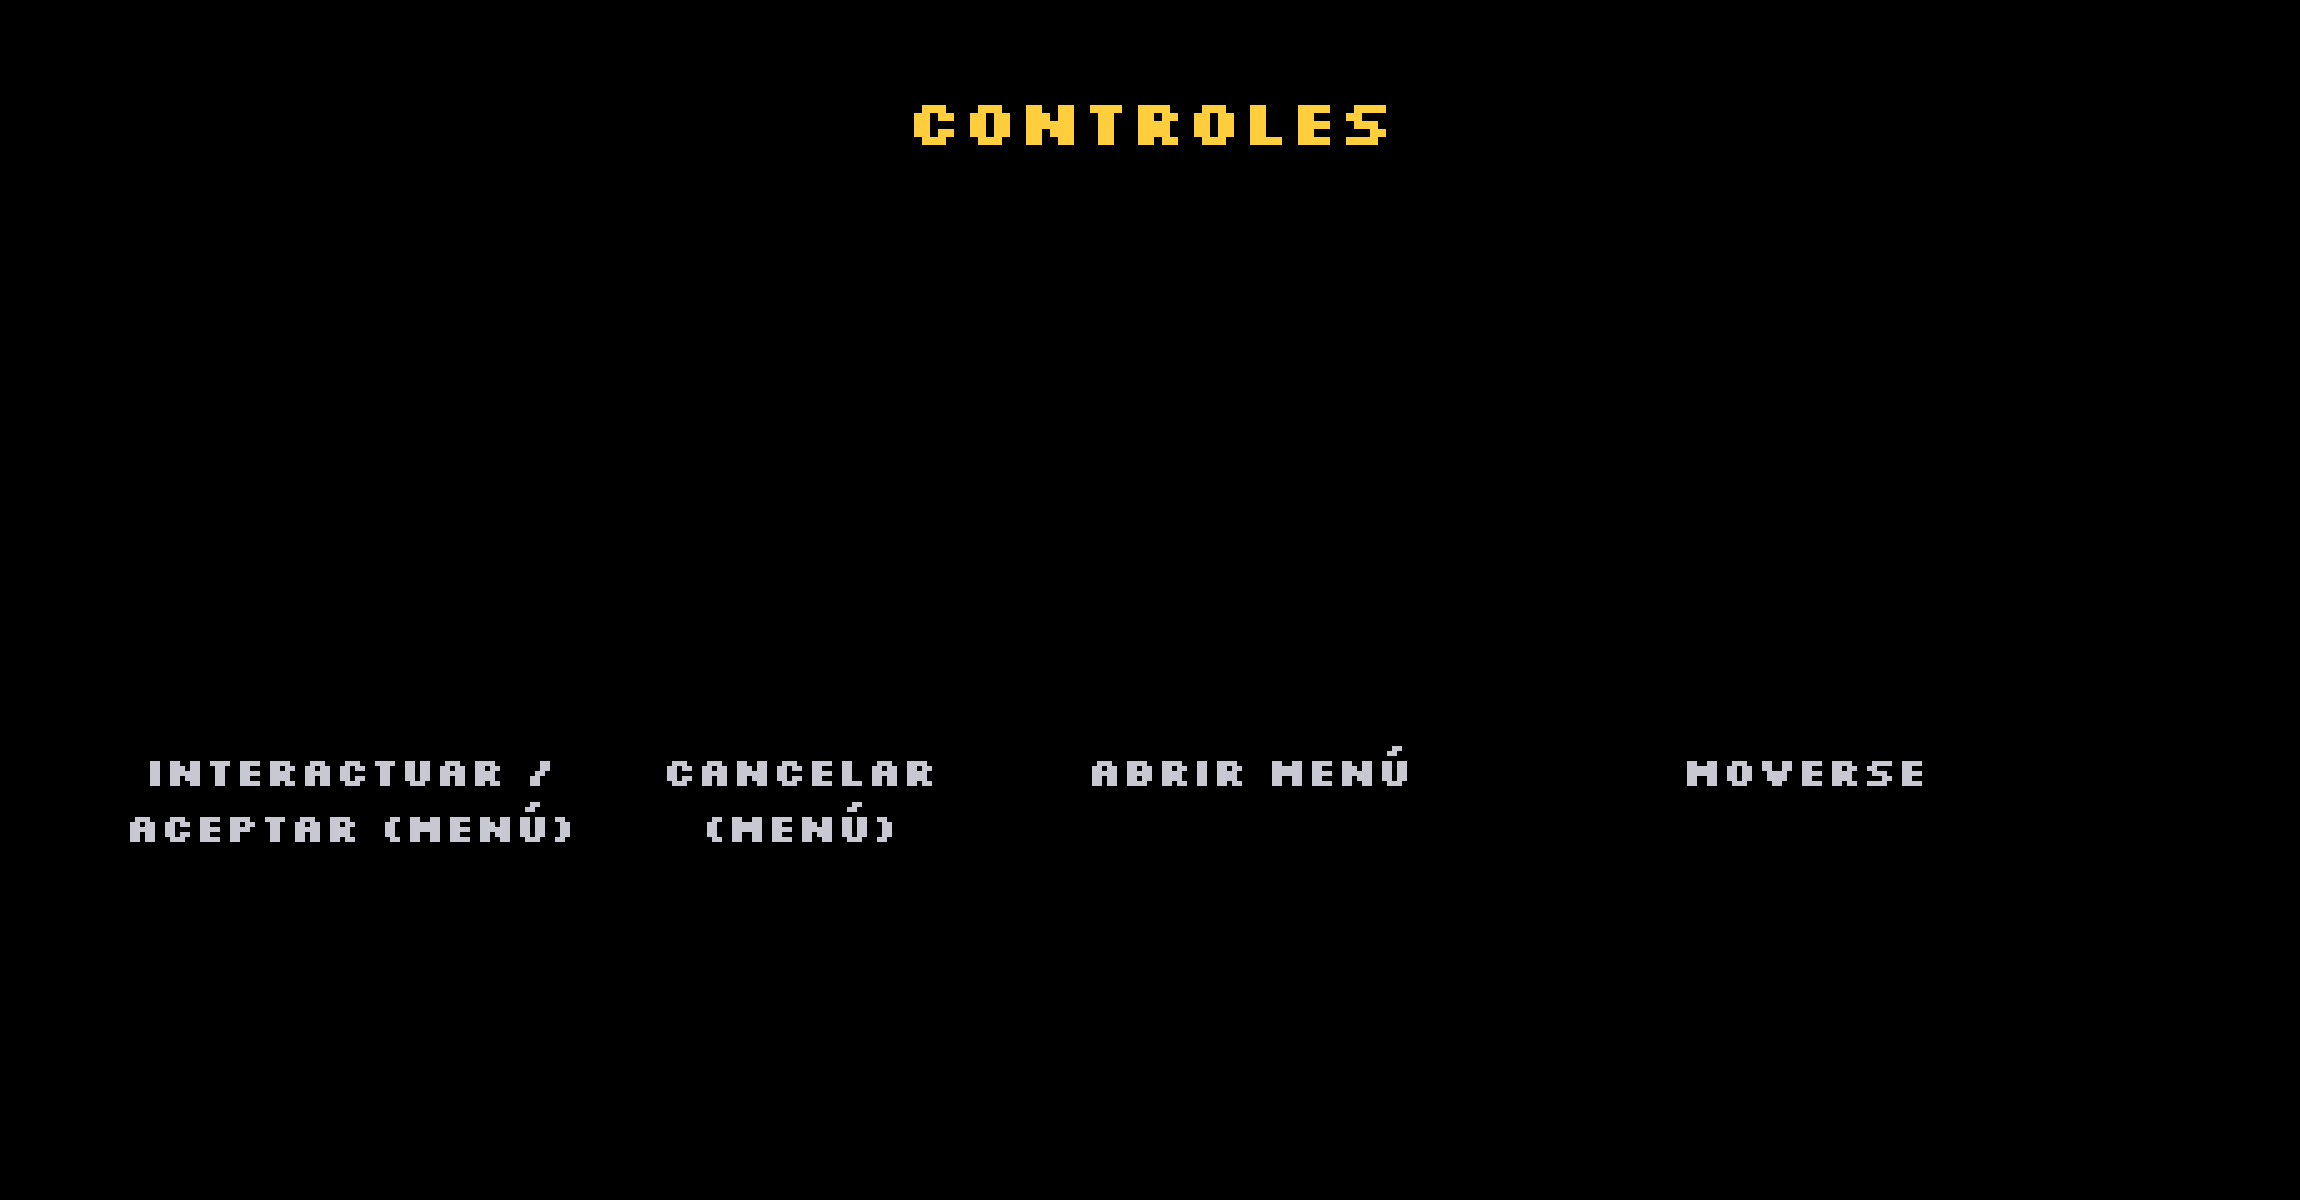 CONTROLES
INTERACTUAR /
ACEPTAR (MENÚ)
CANCELAR
(MENÚ)
ABRIR MENÚ
MOVERSE